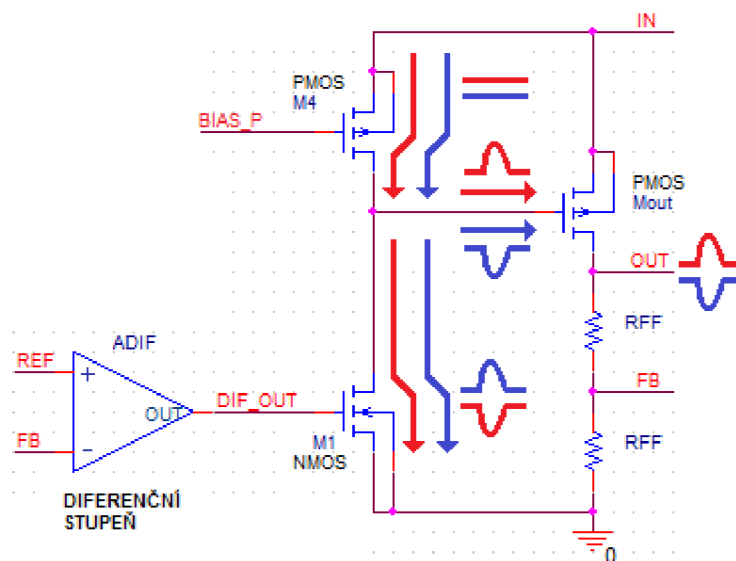 IN
PMOS
M4
BIAS_P
PMOS
Mout
OUT
RFF
ADIF
REF
+
OUT
DIF_OUT
FB
FB
-
M1
NMOS
RFF
DIFERENČNÍ
STUPEŇ
0